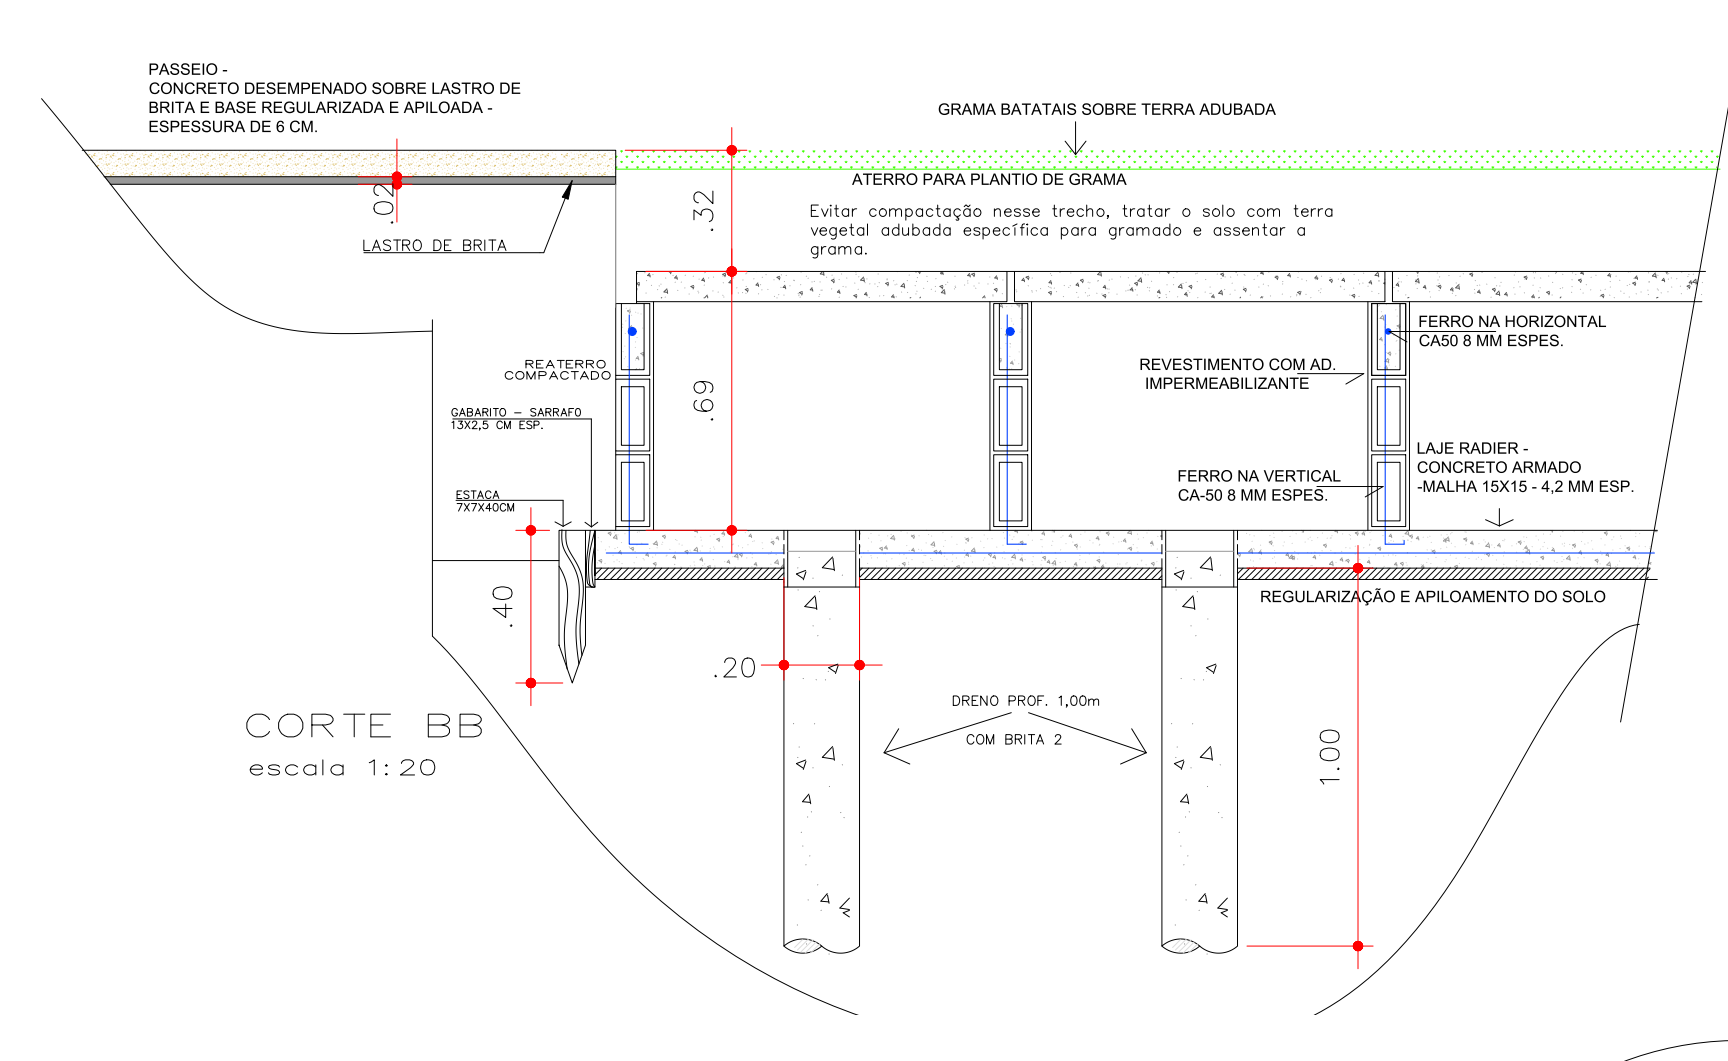 PASSEIO -
CONCRETO DESEMPENADO SOBRE LASTRO DE
BRITA E BASE REGULARIZADA E APILOADA -
ESPESSURA DE 6 CM.
GRAMA BATATAIS SOBRE TERRA ADUBADA
ATERRO PARA PLANTIO DE GRAMA
Evitar compactação nesse trecho, tratar o solo com terra
vegetal adubada específica para gramado e assentar a
grama.
.02
.32
LASTRO DE BRITA
FERRO NA HORIZONTAL
CA50 8 MM ESPES.
REATERRO
COMPACTADO
REVESTIMENTO COM AD.
IMPERMEABILIZANTE
.69
GABARITO – SARRAFO
13X2,5 CM ESP.
LAJE RADIER -
CONCRETO ARMADO
-MALHA 15X15 - 4,2 MM ESP.
FERRO NA VERTICAL
CA-50 8 MM ESPES.
ESTACA
7X7X40CM
.40
REGULARIZAÇÃO E APILOAMENTO DO SOLO
.20
DRENO PROF. 1,00m
COM BRITA 2
1.00
CORTE BB
escala 1:20